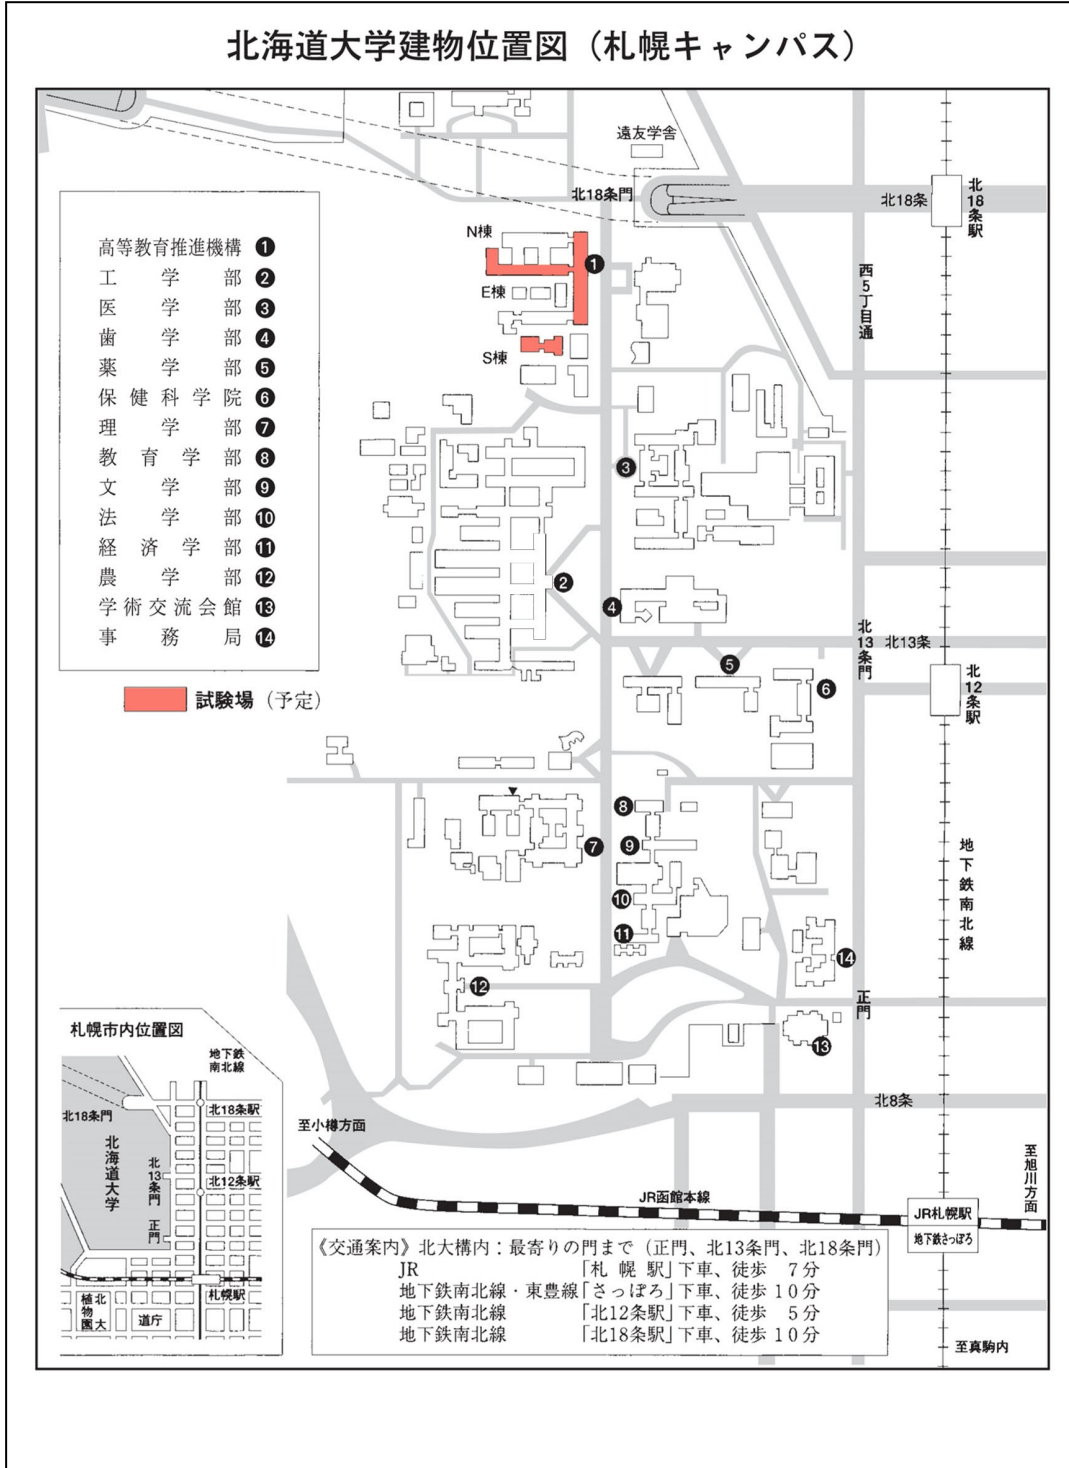 北海道大学建物位置図（札幌キャンパス）
遠友学舎
北18条門
北18条
北18条駅
N棟
1
E棟
S棟
西5丁目通
高等教育推進機構 1
工学部 2
医学部 3
歯学部 4
薬学部 5
保健科学院 6
理学部 7
教育学部 8
文学部 9
法学部 10
経済学部 11
農学部 12
学術交流会館 13
事務局 14
試験場（予定）
3
2
4
北13条門
北13条
5
6
北12条駅
8
7
9
10
11
地下鉄南北線
14
12
正門
13
北8条
札幌市内位置図
地下鉄
南北線
北18条門
北18条駅
北海道大学
北13条門
北12条駅
正門
札幌駅
北大植物園
道庁
至小樽方面
JR函館本線
JR札幌駅
地下鉄さっぽろ
至旭川方面
《交通案内》北大構内：最寄りの門まで（正門、北13条門、北18条門）
JR 「札幌駅」下車、徒歩 7分
地下鉄南北線・東豊線「さっぽろ」下車、徒歩10分
地下鉄南北線 「北12条駅」下車、徒歩 5分
地下鉄南北線 「北18条駅」下車、徒歩10分
至真駒内